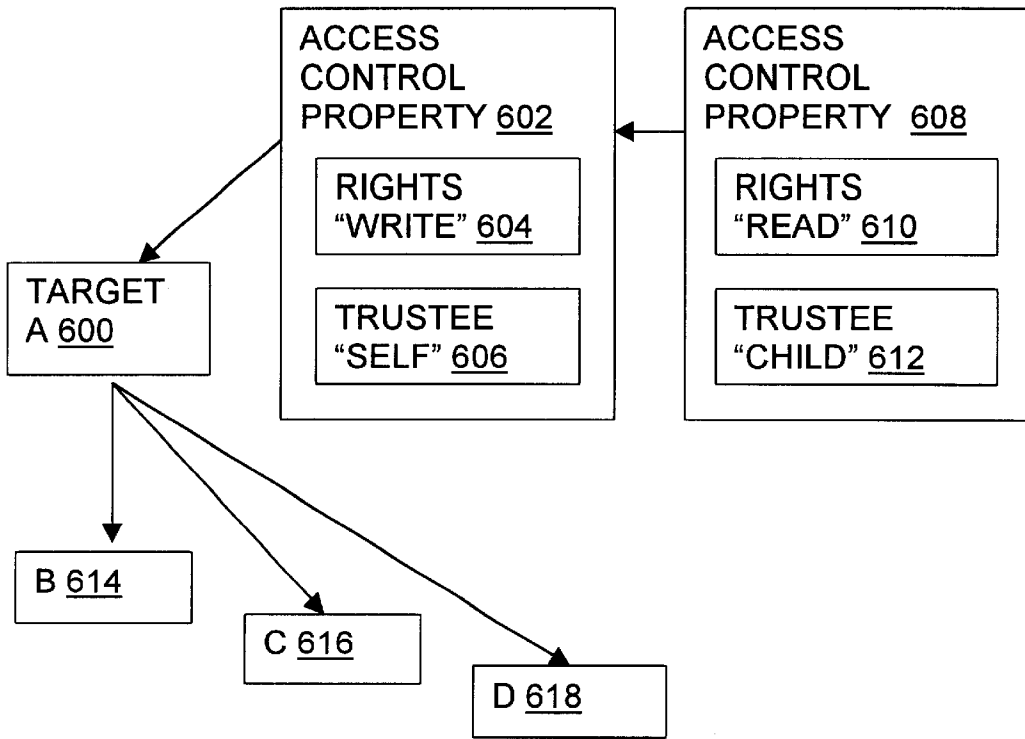 ACCESS
CONTROL
PROPERTY 602
RIGHTS
“WRITE” 604
TRUSTEE
“SELF” 606
ACCESS
CONTROL
PROPERTY 608
RIGHTS
“READ” 610
TRUSTEE
“CHILD” 612
TARGET
A 600
B 614
C 616
D 618